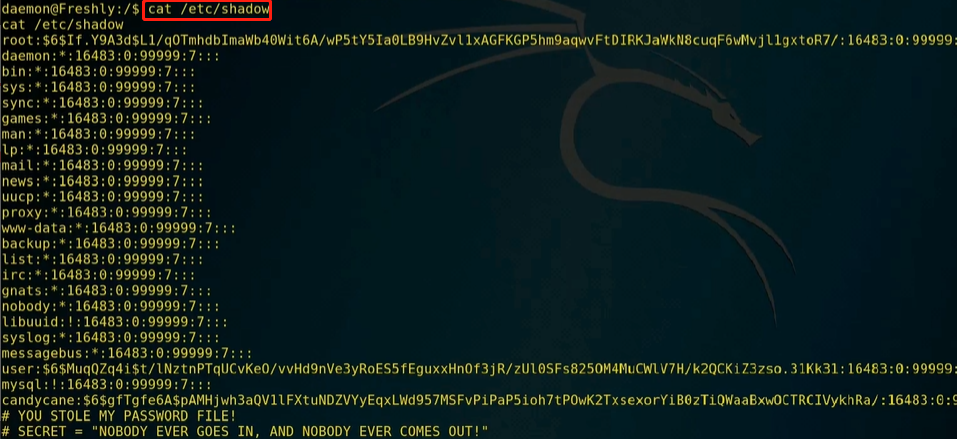 daemon@Freshly:/$ cat /etc/shadow
cat /etc/shadow
root:$6$If.Y9A3d$L1/qOTmhdbImaWb40Wit6A/wP5tY5Ia0LB9HvZvl1xAGFKGP5hm9aqwvFtDIRKJaWkN8cuqF6wMvjl1gxtoR7/:16483:0:99999:
daemon:*:16483:0:99999:7:::
bin:*:16483:0:99999:7:::
sys:*:16483:0:99999:7:::
sync:*:16483:0:99999:7:::
games:*:16483:0:99999:7:::
man:*:16483:0:99999:7:::
lp:*:16483:0:99999:7:::
mail:*:16483:0:99999:7:::
news:*:16483:0:99999:7:::
uucp:*:16483:0:99999:7:::
proxy:*:16483:0:99999:7:::
www-data:*:16483:0:99999:7:::
backup:*:16483:0:99999:7:::
list:*:16483:0:99999:7:::
irc:*:16483:0:99999:7:::
gnats:*:16483:0:99999:7:::
nobody:*:16483:0:99999:7:::
libuuid:!:16483:0:99999:7:::
syslog:*:16483:0:99999:7:::
messagebus:*:16483:0:99999:7:::
user:$6$MuqQZq4i$t/lNztnPTqUCvKeO/vvHd9nVe3yRoES5fEguxxHnOf3jR/zUl0SFs825OM4MuCWlV7H/k2QCKiZ3zso.31Kk31:16483:0:99999:
mysql:!:16483:0:99999:7:::
candycane:$6$gfTgfe6A$pAMHjwh3aQV1lFXtuNDZVYyEqxLWd957MSFvPiPaP5ioh7tPOwK2TxsexorYiB0zTiQWaaBxwOCTRCIVykhRa/:16483:0:9
# YOU STOLE MY PASSWORD FILE!
# SECRET = "NOBODY EVER GOES IN, AND NOBODY EVER COMES OUT!"